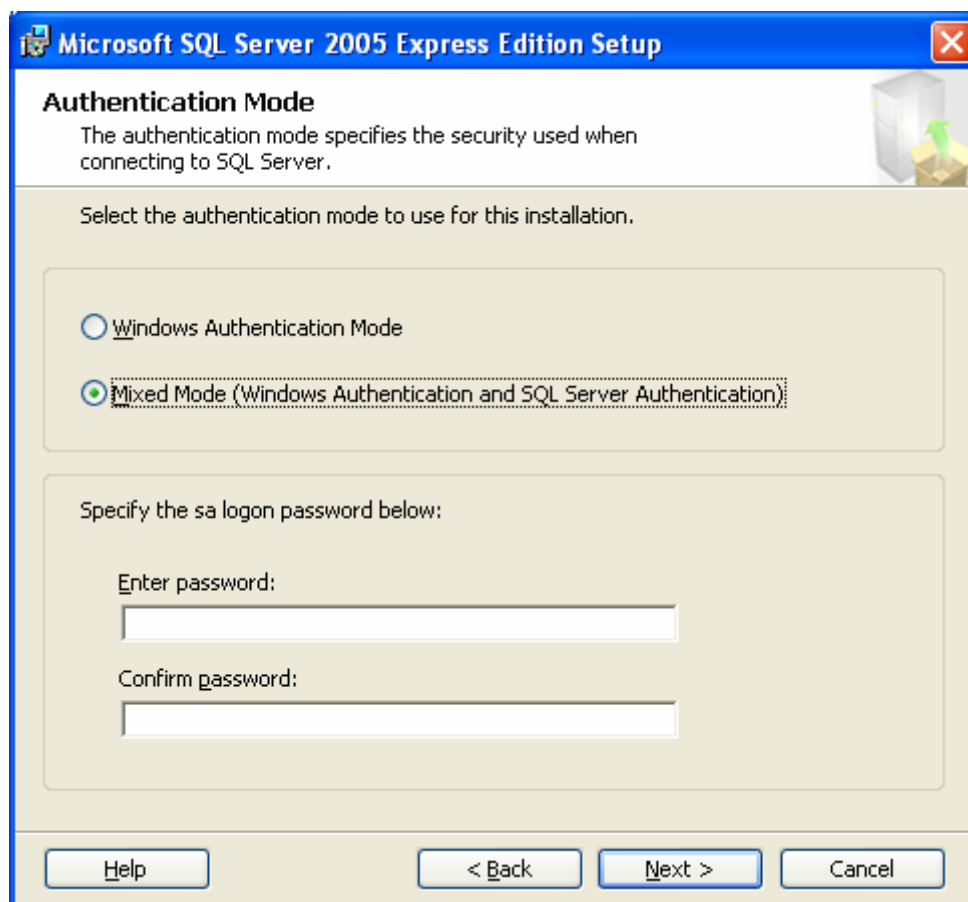 Microsoft SQL Server 2005 Express Edition Setup
Authentication Mode
The authentication mode specifies the security used when
connecting to SQL Server.
Select the authentication mode to use for this installation.
Windows Authentication Mode
Mixed Mode (Windows Authentication and SQL Server Authentication)
Specify the sa logon password below:
Enter password:
Confirm password:
Help
< Back
Next >
Cancel